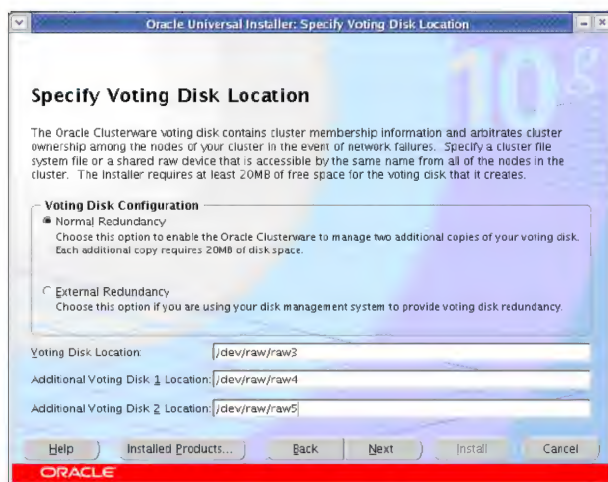 Oracle Universal Installer: Specify Voting Disk Location
10g
Specify Voting Disk Location
The Oracle Clusterware voting disk contains cluster membership information and arbitrates cluster
ownership among the nodes of your cluster in the event of network failures. Specify a cluster file
system file or a shared raw device that is accessible by the same name from all of the nodes in the
cluster. The Installer requires at least 20MB of free space for the voting disk that it creates.
Voting Disk Configuration
Normal Redundancy
Choose this option to enable the Oracle Clusterware to manage two additional copies of your voting disk.
Each additional copy requires 20MB of disk space.
External Redundancy
Choose this option if you are using your disk management system to provide voting disk redundancy.
Voting Disk Location: /dev/raw/raw3
Additional Voting Disk 1 Location: /dev/raw/raw4
Additional Voting Disk 2 Location: /dev/raw/raw5
Help Installed Products... Back Next Install Cancel
ORACLE